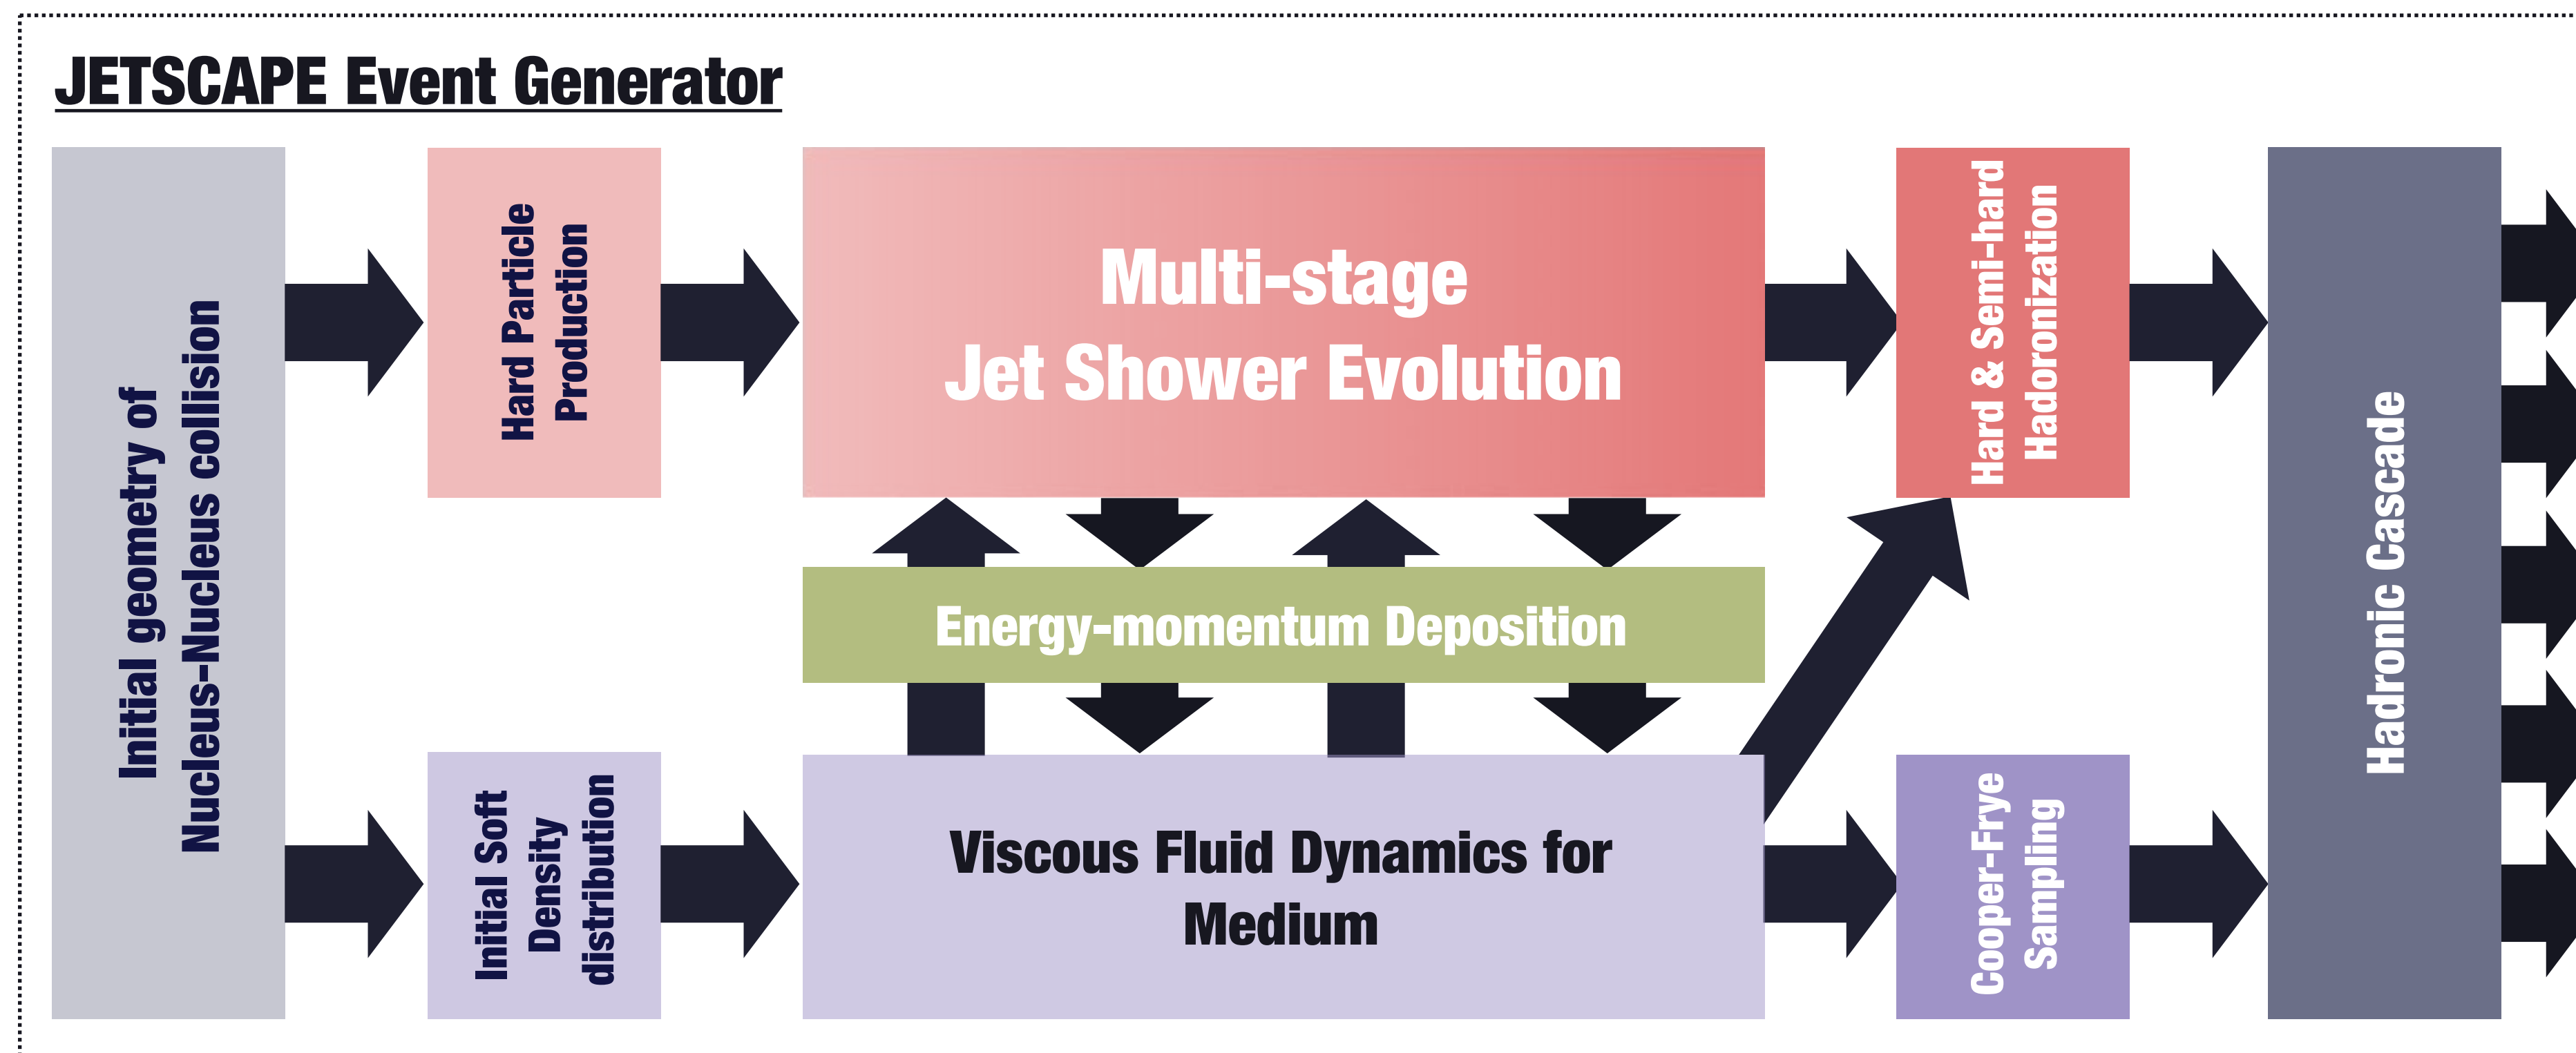 JETSCAPE Event Generator
Initial geometry of
Nucleus-Nucleus collision
Hard Particle
Production
Multi-stage
Jet Shower Evolution
Hard & Semi-hard
Hadoronization
Energy-momentum Deposition
Initial Soft
Density
distribution
Viscous Fluid Dynamics for
Medium
Cooper-Frye
Sampling
Hadronic Cascade